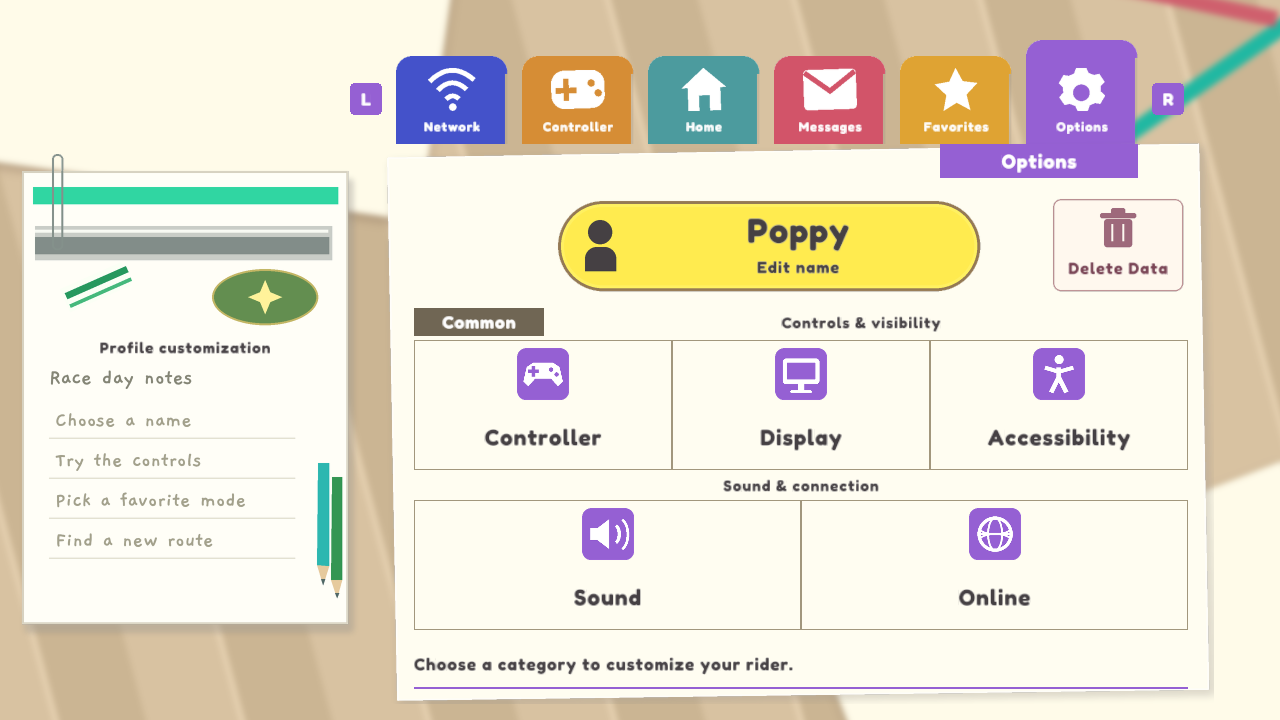 L
Network
Controller
Home
Messages
Favorites
Options
R
Options
Poppy
Edit name
Delete Data
Common
Controls & visibility
Controller
Display
Accessibility
Sound & connection
Sound
Online
Choose a category to customize your rider.
Profile customization
Race day notes
Choose a name
Try the controls
Pick a favorite mode
Find a new route